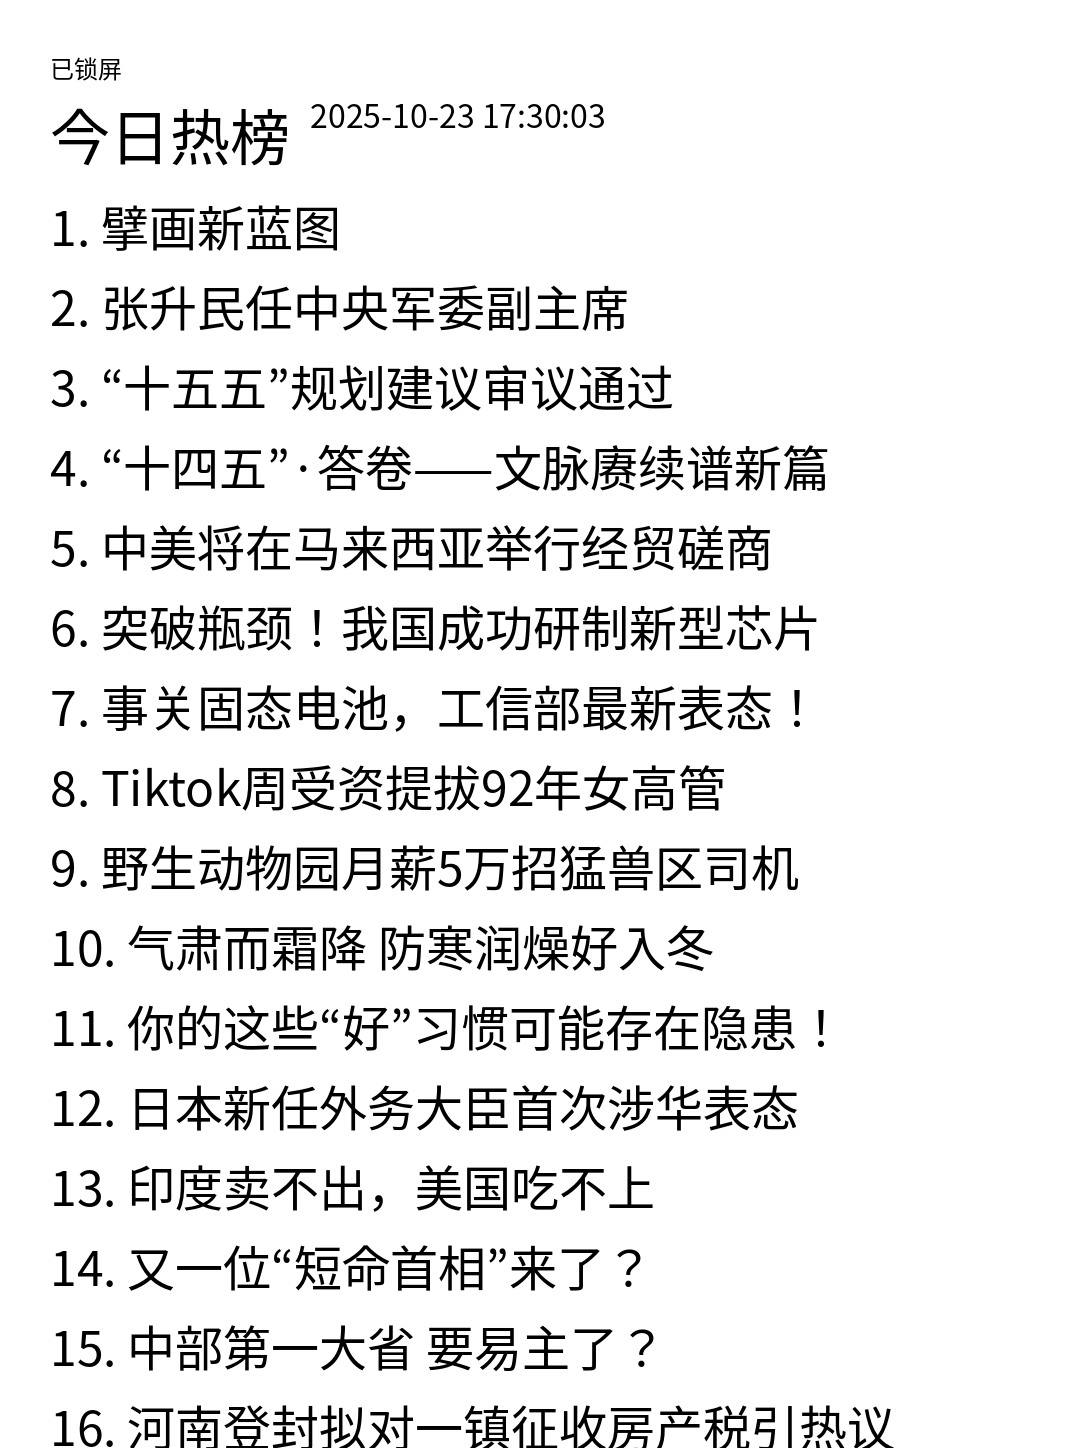 已锁屏
今日热榜 2025-10-23 17:30:03
1. 擘画新蓝图
2. 张升民任中央军委副主席
3. “十五五”规划建议审议通过
4. “十四五”·答卷——文脉赓续谱新篇
5. 中美将在马来西亚举行经贸磋商
6. 突破瓶颈！我国成功研制新型芯片
7. 事关固态电池，工信部最新表态！
8. Tiktok周受资提拔92年女高管
9. 野生动物园月薪5万招猛兽区司机
10. 气肃而霜降 防寒润燥好入冬
11. 你的这些“好”习惯可能存在隐患！
12. 日本新任外务大臣首次涉华表态
13. 印度卖不出，美国吃不上
14. 又一位“短命首相”来了？
15. 中部第一大省 要易主了？
16. 河南登封拟对一镇征收房产税引热议